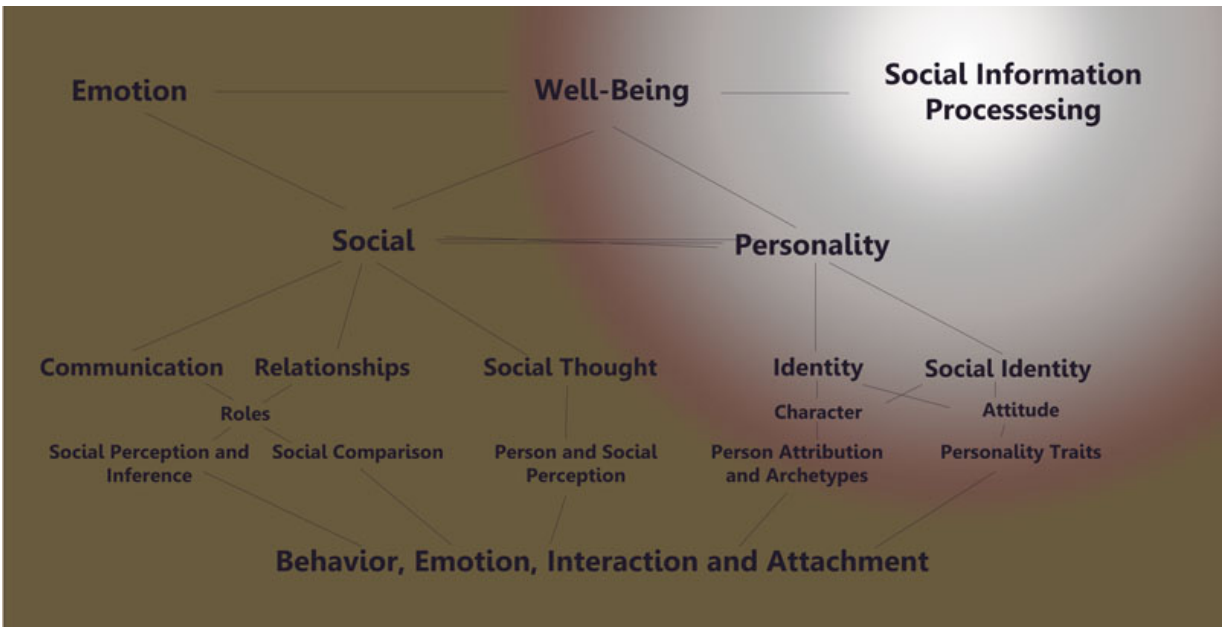 Emotion
Well-Being
Social Information
Processesing
Social
Personality
Communication
Relationships
Social Thought
Identity
Social Identity
Roles
Character
Attitude
Social Perception and
Inference
Social Comparison
Person and Social
Perception
Person Attribution
and Archetypes
Personality Traits
Behavior, Emotion, Interaction and Attachment